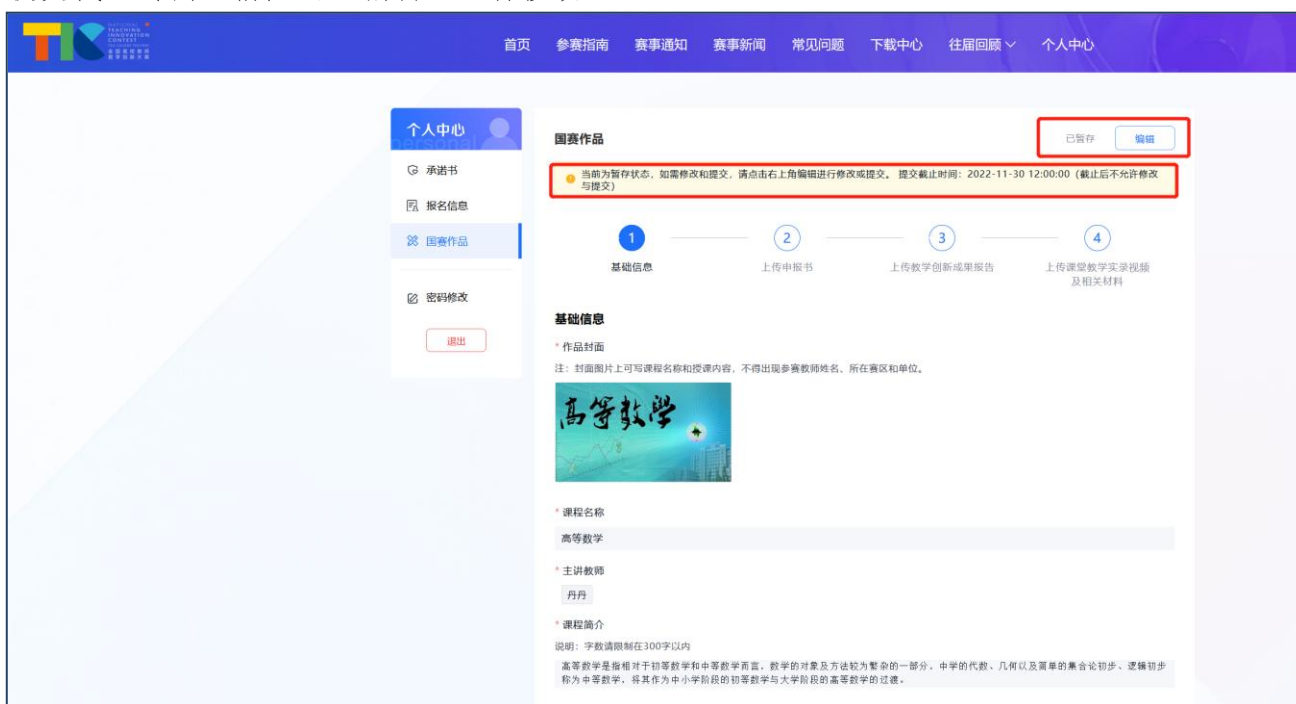 TEACHING
INNOVATION
CONTEST
首页 参赛指南 赛事通知 赛事新闻 常见问题 下载中心 往届回顾 个人中心
个人中心
personal
承诺书
报名信息
国赛作品
密码修改
退出
国赛作品
已暂存 编辑
当前为暂存状态，如需修改和提交，请点击右上角编辑进行修改或提交。 提交截止时间：2022-11-30 12:00:00（截止后不允许修改
与提交）
1 2 3 4
基础信息 上传申报书 上传教学创新成果报告 上传课堂教学实录视频
及相关材料
基础信息
* 作品封面
注：封面图片上可写课程名称和授课内容，不得出现参赛教师姓名、所在赛区和单位。
高等数學
* 课程名称
高等数学
* 主讲教师
丹丹
* 课程简介
说明：字数请限制在300字以内
高等数学是指相对于初等数学和中等数学而言，数学的对象及方法较为繁杂的一部分，中学的代数、几何以及简单的集合论初步、逻辑初步
称为中等数学，将其作为中小学阶段的初等数学与大学阶段的高等数学的过渡。